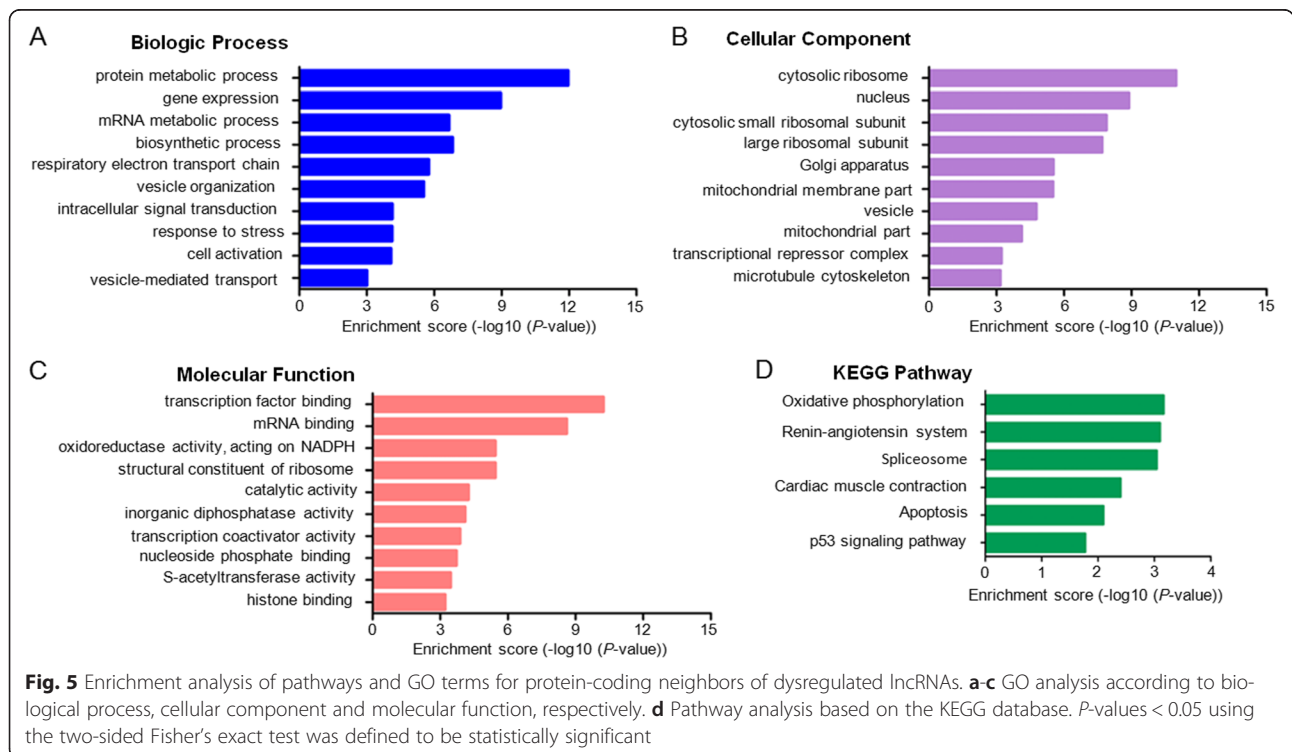 A
Biologic Process
protein metabolic process
gene expression
mRNA metabolic process
biosynthetic process
respiratory electron transport chain
vesicle organization
intracellular signal transduction
response to stress
cell activation
vesicle-mediated transport
0 3 6 9 12 15
Enrichment score (-log10 (P-value))
B
Cellular Component
cytosolic ribosome
nucleus
cytosolic small ribosomal subunit
large ribosomal subunit
Golgi apparatus
mitochondrial membrane part
vesicle
mitochondrial part
transcriptional repressor complex
microtubule cytoskeleton
0 3 6 9 12 15
Enrichment score (-log10 (P-value))
C
Molecular Function
transcription factor binding
mRNA binding
oxidoreductase activity, acting on NADPH
structural constituent of ribosome
catalytic activity
inorganic diphosphatase activity
transcription coactivator activity
nucleoside phosphate binding
S-acetyltransferase activity
histone binding
0 3 6 9 12 15
Enrichment score (-log10 (P-value))
D
KEGG Pathway
Oxidative phosphorylation
Renin-angiotensin system
Spliceosome
Cardiac muscle contraction
Apoptosis
p53 signaling pathway
0 1 2 3 4
Enrichment score (-log10 (P-value))
Fig. 5 Enrichment analysis of pathways and GO terms for protein-coding neighbors of dysregulated lncRNAs. a-c GO analysis according to bio-
logical process, cellular component and molecular function, respectively. d Pathway analysis based on the KEGG database. P-values < 0.05 using
the two-sided Fisher's exact test was defined to be statistically significant